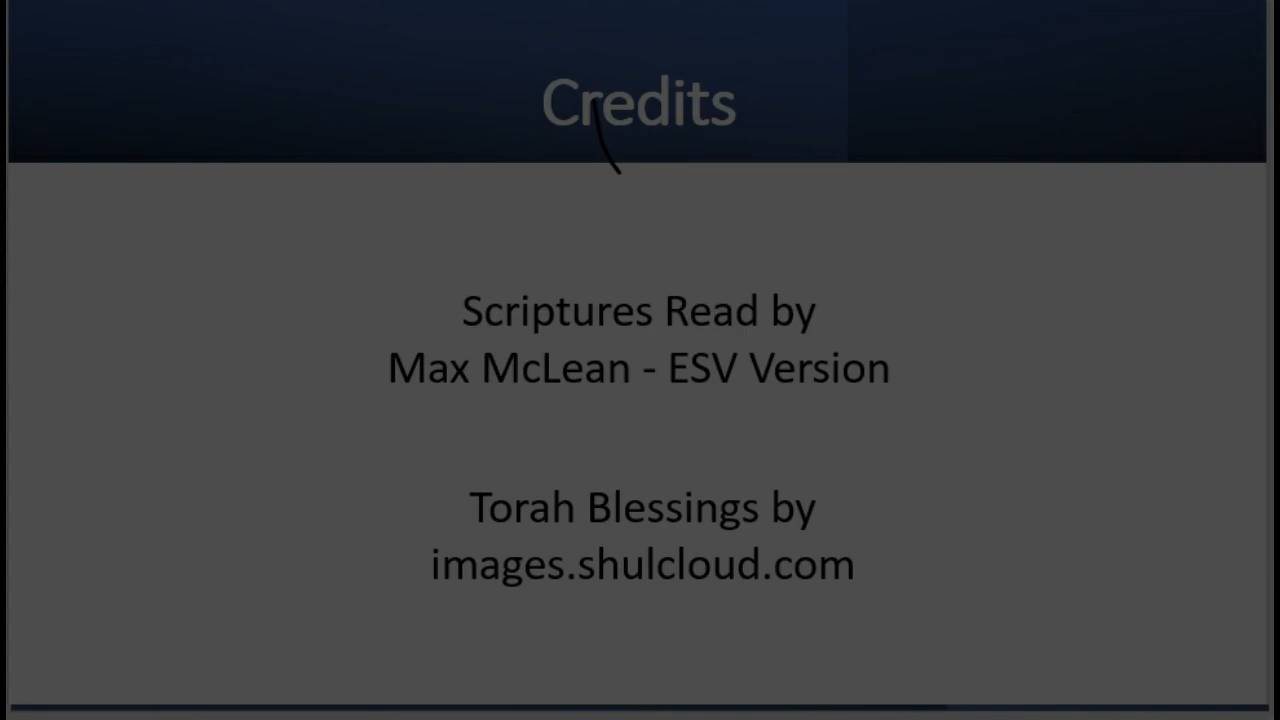 Credits
Scriptures Read by
Max McLean - ESV Version
Torah Blessings by
images.shulcloud.com